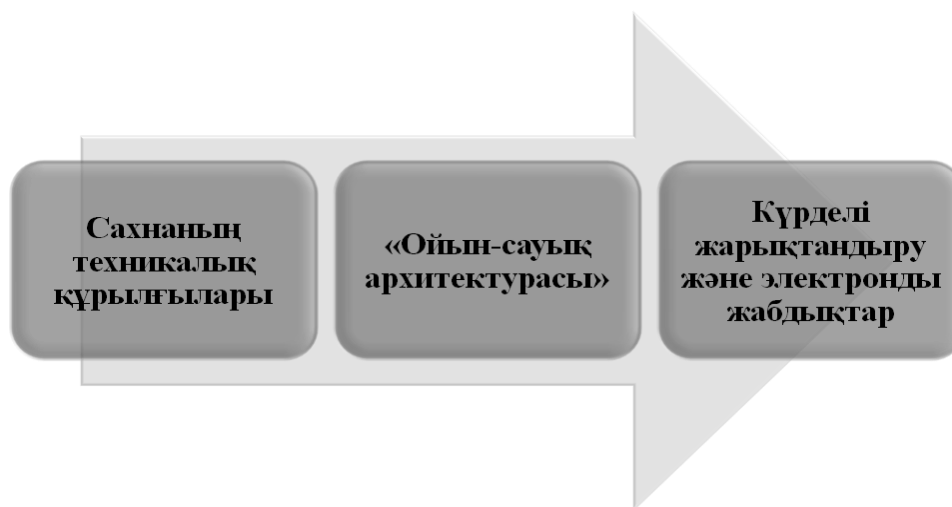 Сахнаның
техникалық
құрылғылары
«Ойын-сауық
архитектурасы»
Күрделі
жарықтандыру
және электронды
жабдықтар